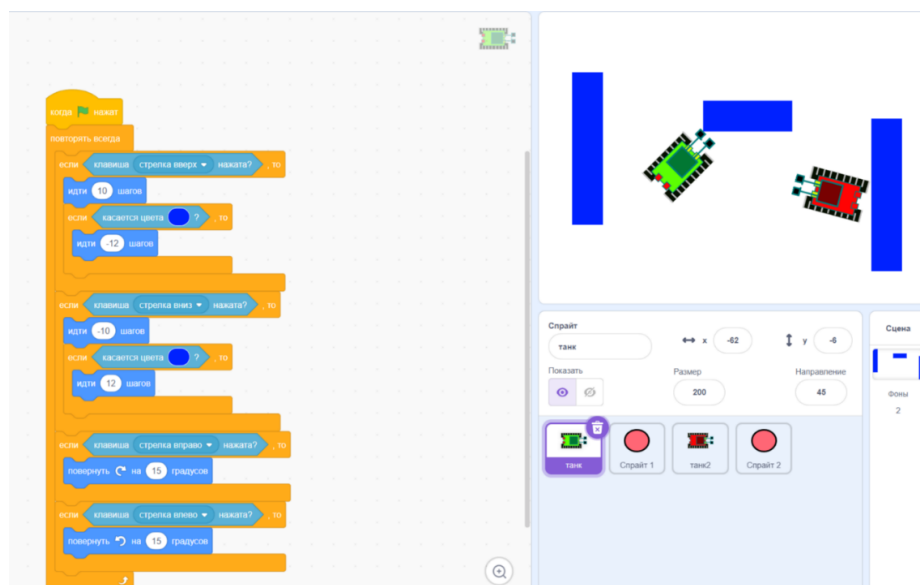 когда нажат
повторять всегда
если клавиша стрелка вверх нажата? , то
идти 10 шагов
если касается цвета ? , то
идти -12 шагов
если клавиша стрелка вниз нажата? , то
идти -10 шагов
если касается цвета ? , то
идти 12 шагов
если клавиша стрелка вправо нажата? , то
повернуть на 15 градусов
если клавиша стрелка влево нажата? , то
повернуть на 15 градусов
Спрайт
танк
x -62
y -6
Показать
Размер
200
Направление
45
танк
Спрайт 1
танк2
Спрайт 2
Сцена
Фоны
2